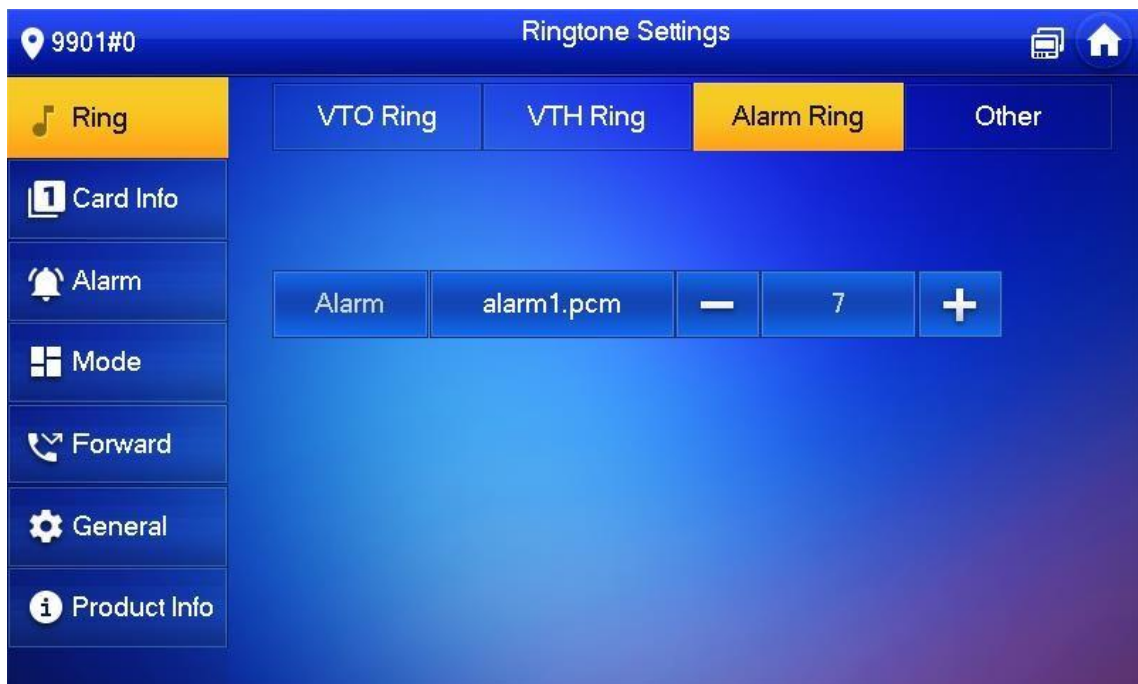 9901#0
Ringtone Settings
Ring
VTO Ring
VTH Ring
Alarm Ring
Other
1 Card Info
Alarm
Alarm
alarm1.pcm
7
Mode
Forward
General
i Product Info